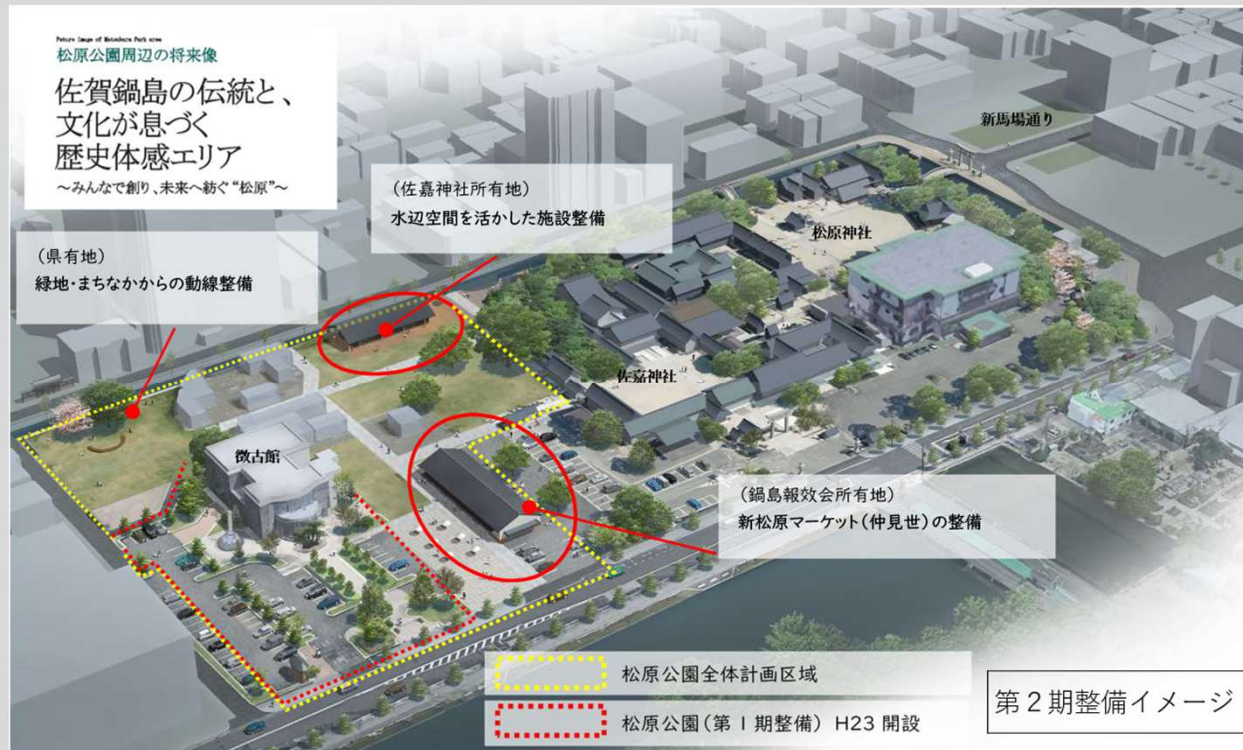 Future Image of Matsubara Park area
松原公園周辺の将来像
佐賀鍋島の伝統と、
文化が息づく
歴史体感エリア
～みんなで創り、未来へ紡ぐ“松原”～
新馬場通り
(佐嘉神社所有地)
水辺空間を活かした施設整備
松原神社
(県有地)
緑地・まちなかからの動線整備
佐嘉神社
徴古館
(鍋島報效会所有地)
新松原マーケット(仲見世)の整備
松原公園全体計画区域
松原公園(第Ⅰ期整備) H23 開設
第2期整備イメージ